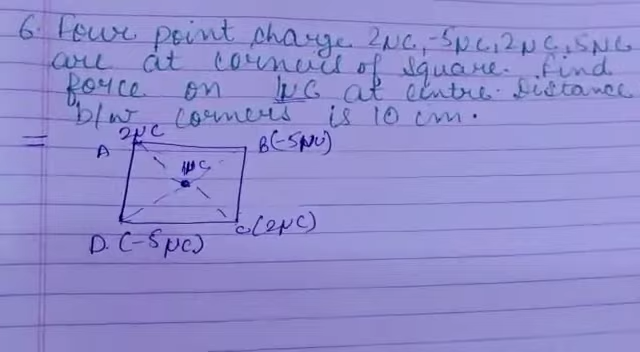 6. Four point charge 2μC, -5μC, 2μC, 5μC
are at corners of square. Find
force on 1μC at centre. Distance
b/w corners is 10 cm.
=
2μC
A B(-5μC)
1μC
D. (-5μC) C(2μC)